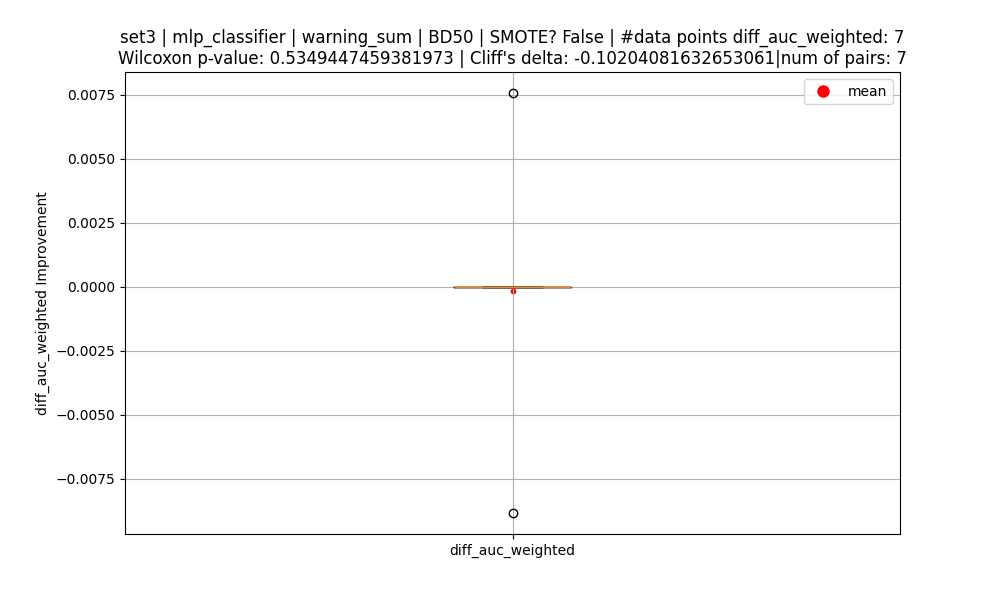 set3 | mlp_classifier | warning_sum | BD50 | SMOTE? False | #data points diff_auc_weighted: 7
Wilcoxon p-value: 0.5349447459381973 | Cliff's delta: -0.10204081632653061|num of pairs: 7
mean
0.0075
0.0050
0.0025
0.0000
−0.0025
−0.0050
−0.0075
diff_auc_weighted Improvement
diff_auc_weighted